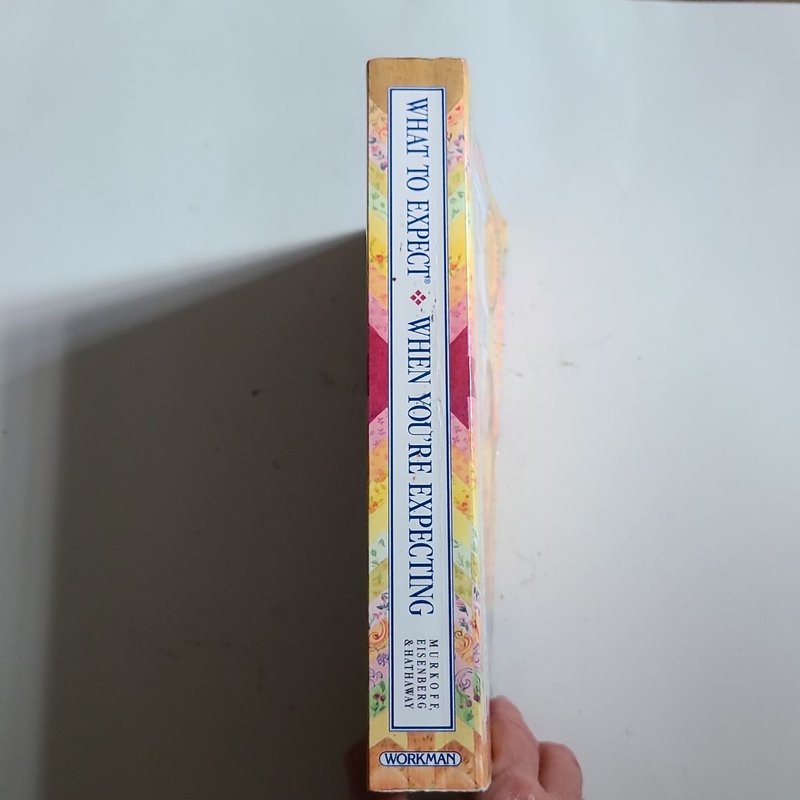 WHAT TO EXPECT® ❖ WHEN YOU'RE EXPECTING
MURKOFF,
EISENBERG
& HATHAWAY
WORKMAN